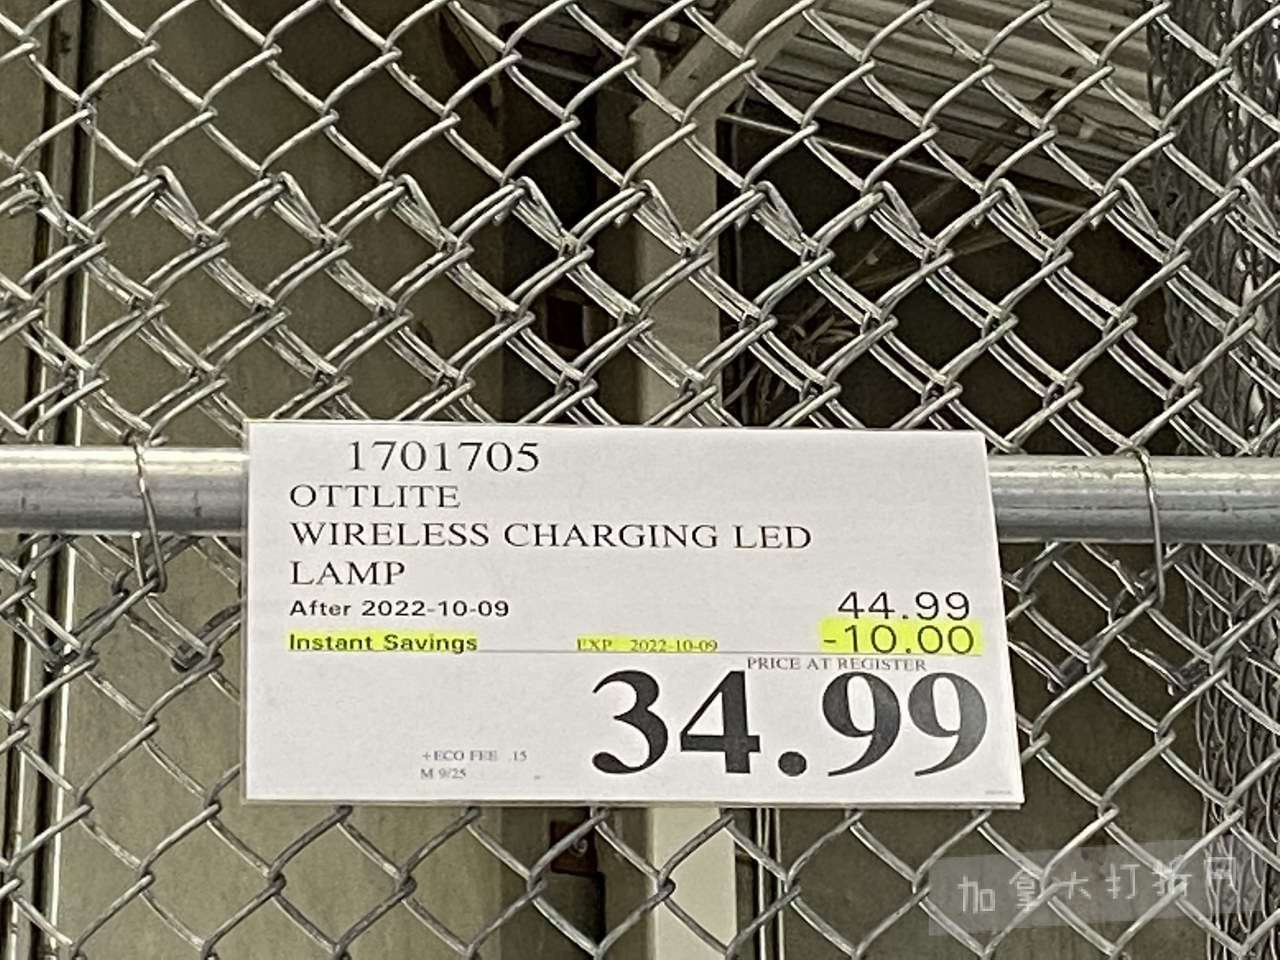 1701705
OTTLITE
WIRELESS CHARGING LED
LAMP
After 2022-10-09 44.99
Instant Savings EXP 2022-10-09 -10.00
PRICE AT REGISTER
34.99
+ECO FEE .15
M 9/25
加拿大打折网